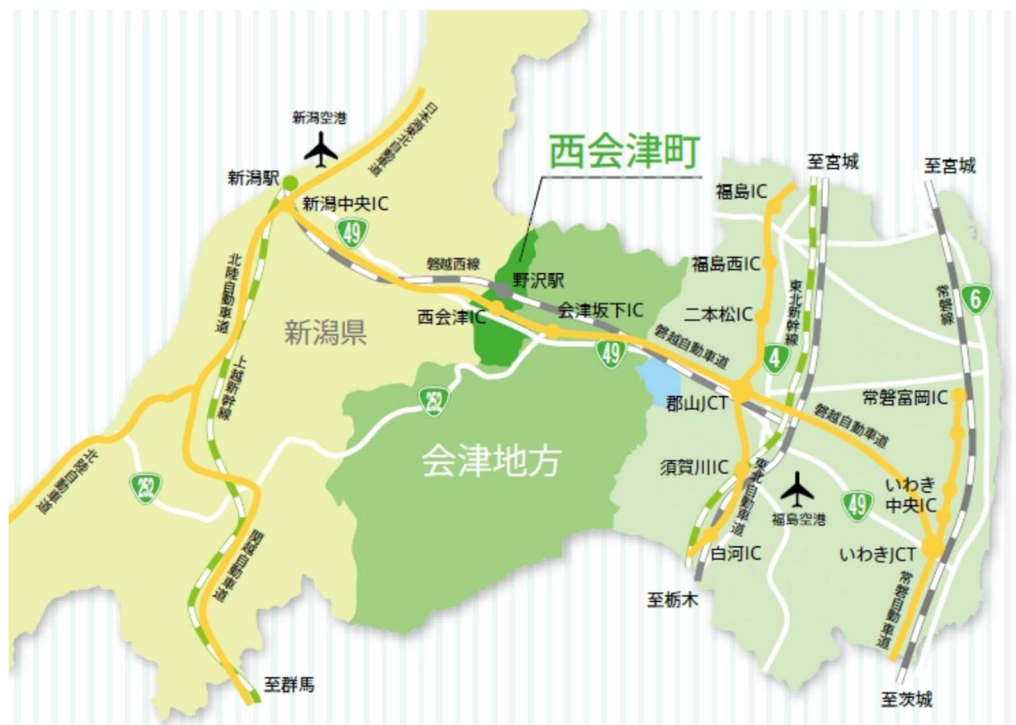 新潟空港
日本海東北自動車道
新潟駅
新潟中央IC
49
西会津町
至宮城
至宮城
福島IC
北陸自動車道
磐越西線
野沢駅
福島西IC
東北新幹線
常磐線
6
西会津IC
会津坂下IC
二本松IC
新潟県
49
磐越自動車道
4
上越新幹線
252
郡山JCT
常磐富岡IC
磐越自動車道
会津地方
北陸自動車道
252
須賀川IC
東北自動車道
福島空港
49
いわき
中央IC
関越自動車道
白河IC
いわきJCT
至栃木
常磐自動車道
至群馬
至茨城